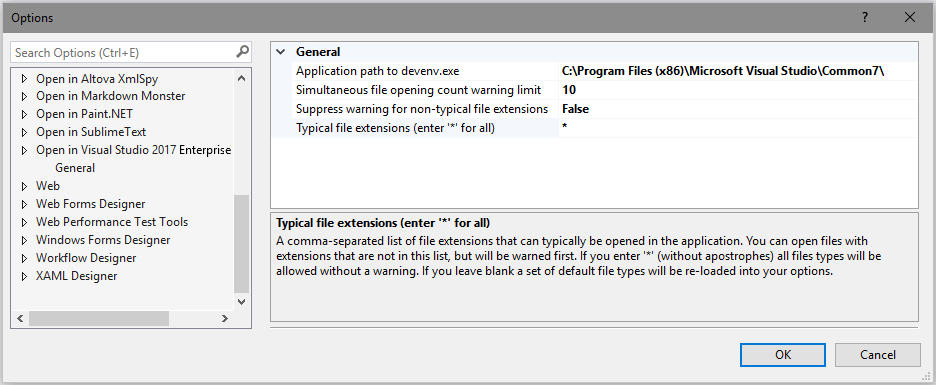 Options
?
Search Options (Ctrl+E)
Open in Altova XmlSpy
Open in Markdown Monster
Open in Paint.NET
Open in SublimeText
Open in Visual Studio 2017 Enterprise
General
Web
Web Forms Designer
Web Performance Test Tools
Windows Forms Designer
Workflow Designer
XAML Designer
General
Application path to devenv.exe C:\Program Files (x86)\Microsoft Visual Studio\Common7\
Simultaneous file opening count warning limit 10
Suppress warning for non-typical file extensions False
Typical file extensions (enter '*' for all) *
Typical file extensions (enter '*' for all)
A comma-separated list of file extensions that can typically be opened in the application. You can open files with
extensions that are not in this list, but will be warned first. If you enter '*' (without apostrophes) all files types will be
allowed without a warning. If you leave blank a set of default file types will be re-loaded into your options.
OK
Cancel